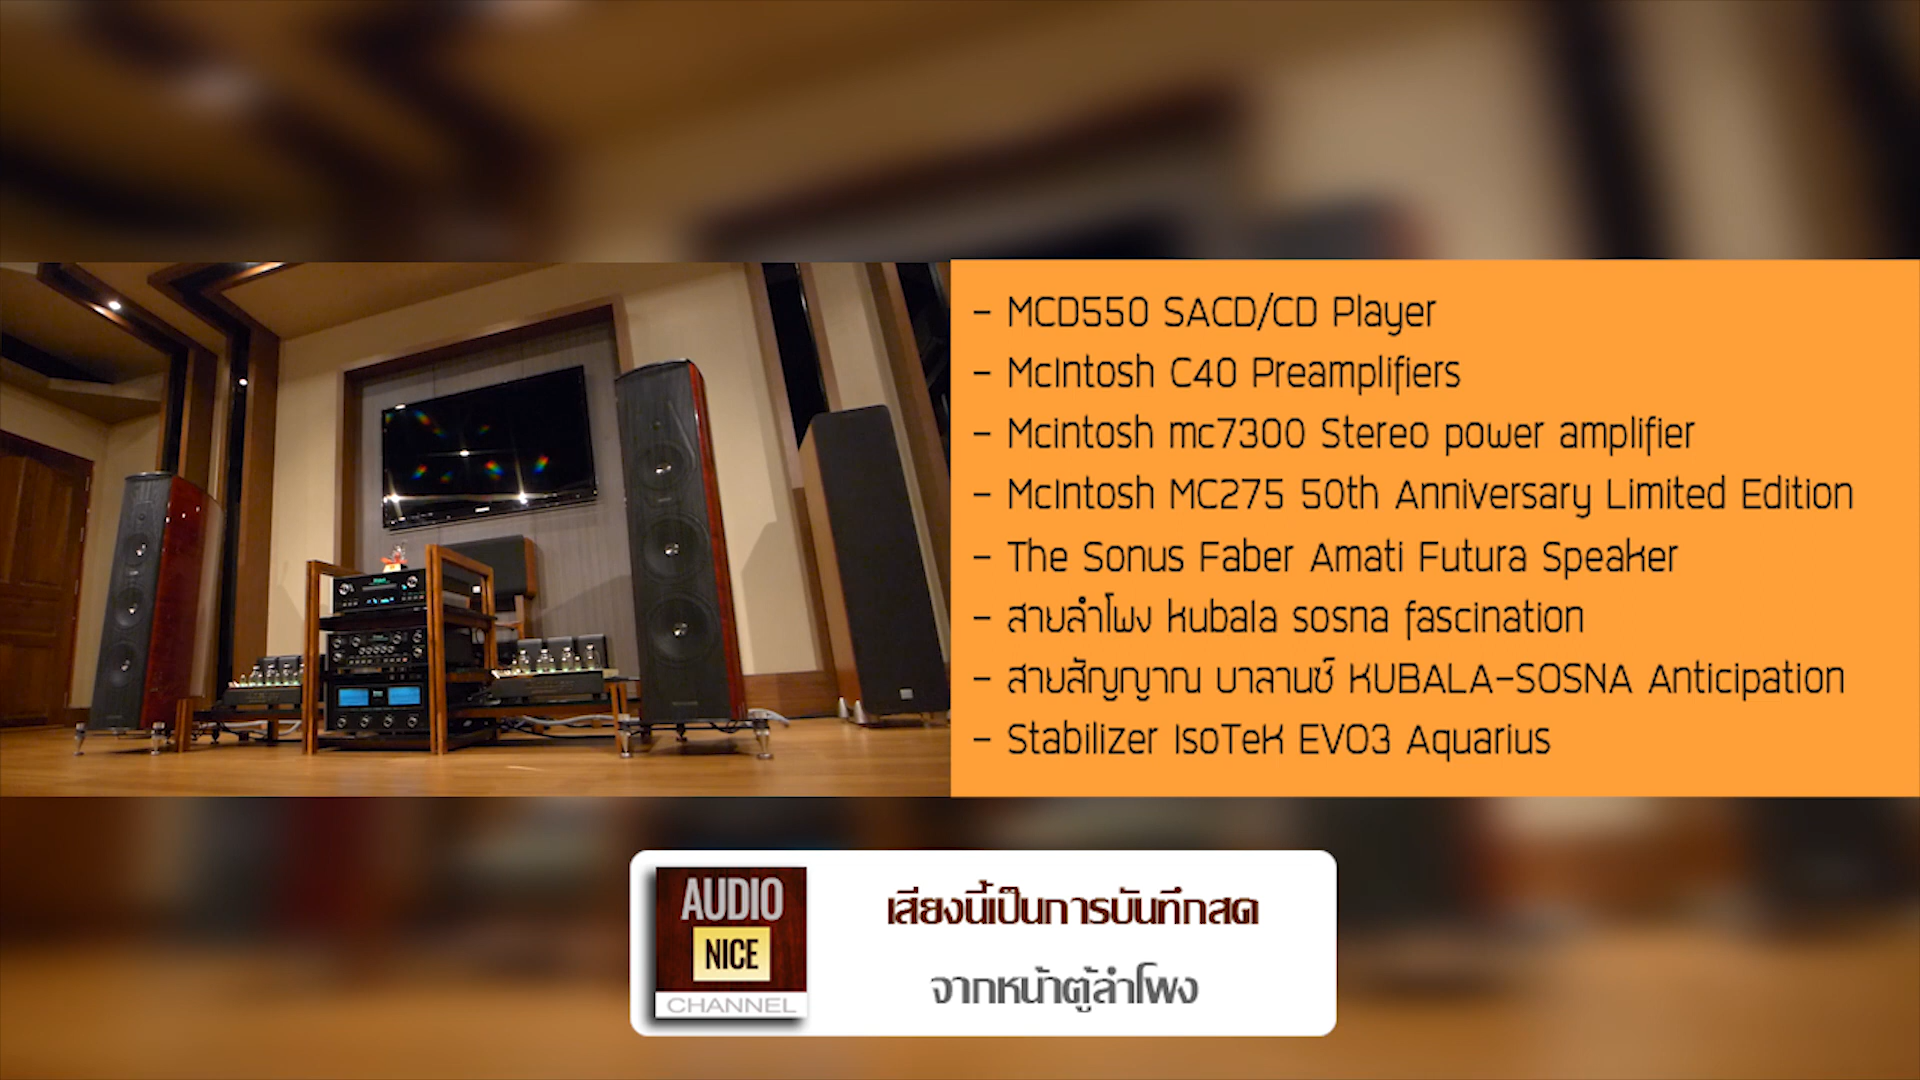 - MCD550 SACD/CD Player
- McIntosh C40 Preamplifiers
- Mcintosh mc7300 Stereo power amplifier
- McIntosh MC275 50th Anniversary Limited Edition
- The Sonus Faber Amati Futura Speaker
- สายลำโพง kubala sosna fascination
- สายสัญญาณ บาลานซ์ KUBALA-SOSNA Anticipation
- Stabilizer IsoTek EVO3 Aquarius
AUDIO
NICE
CHANNEL
เสียงนี้เป็นการบันทึกสด
จากหน้าตู้ลำโพง